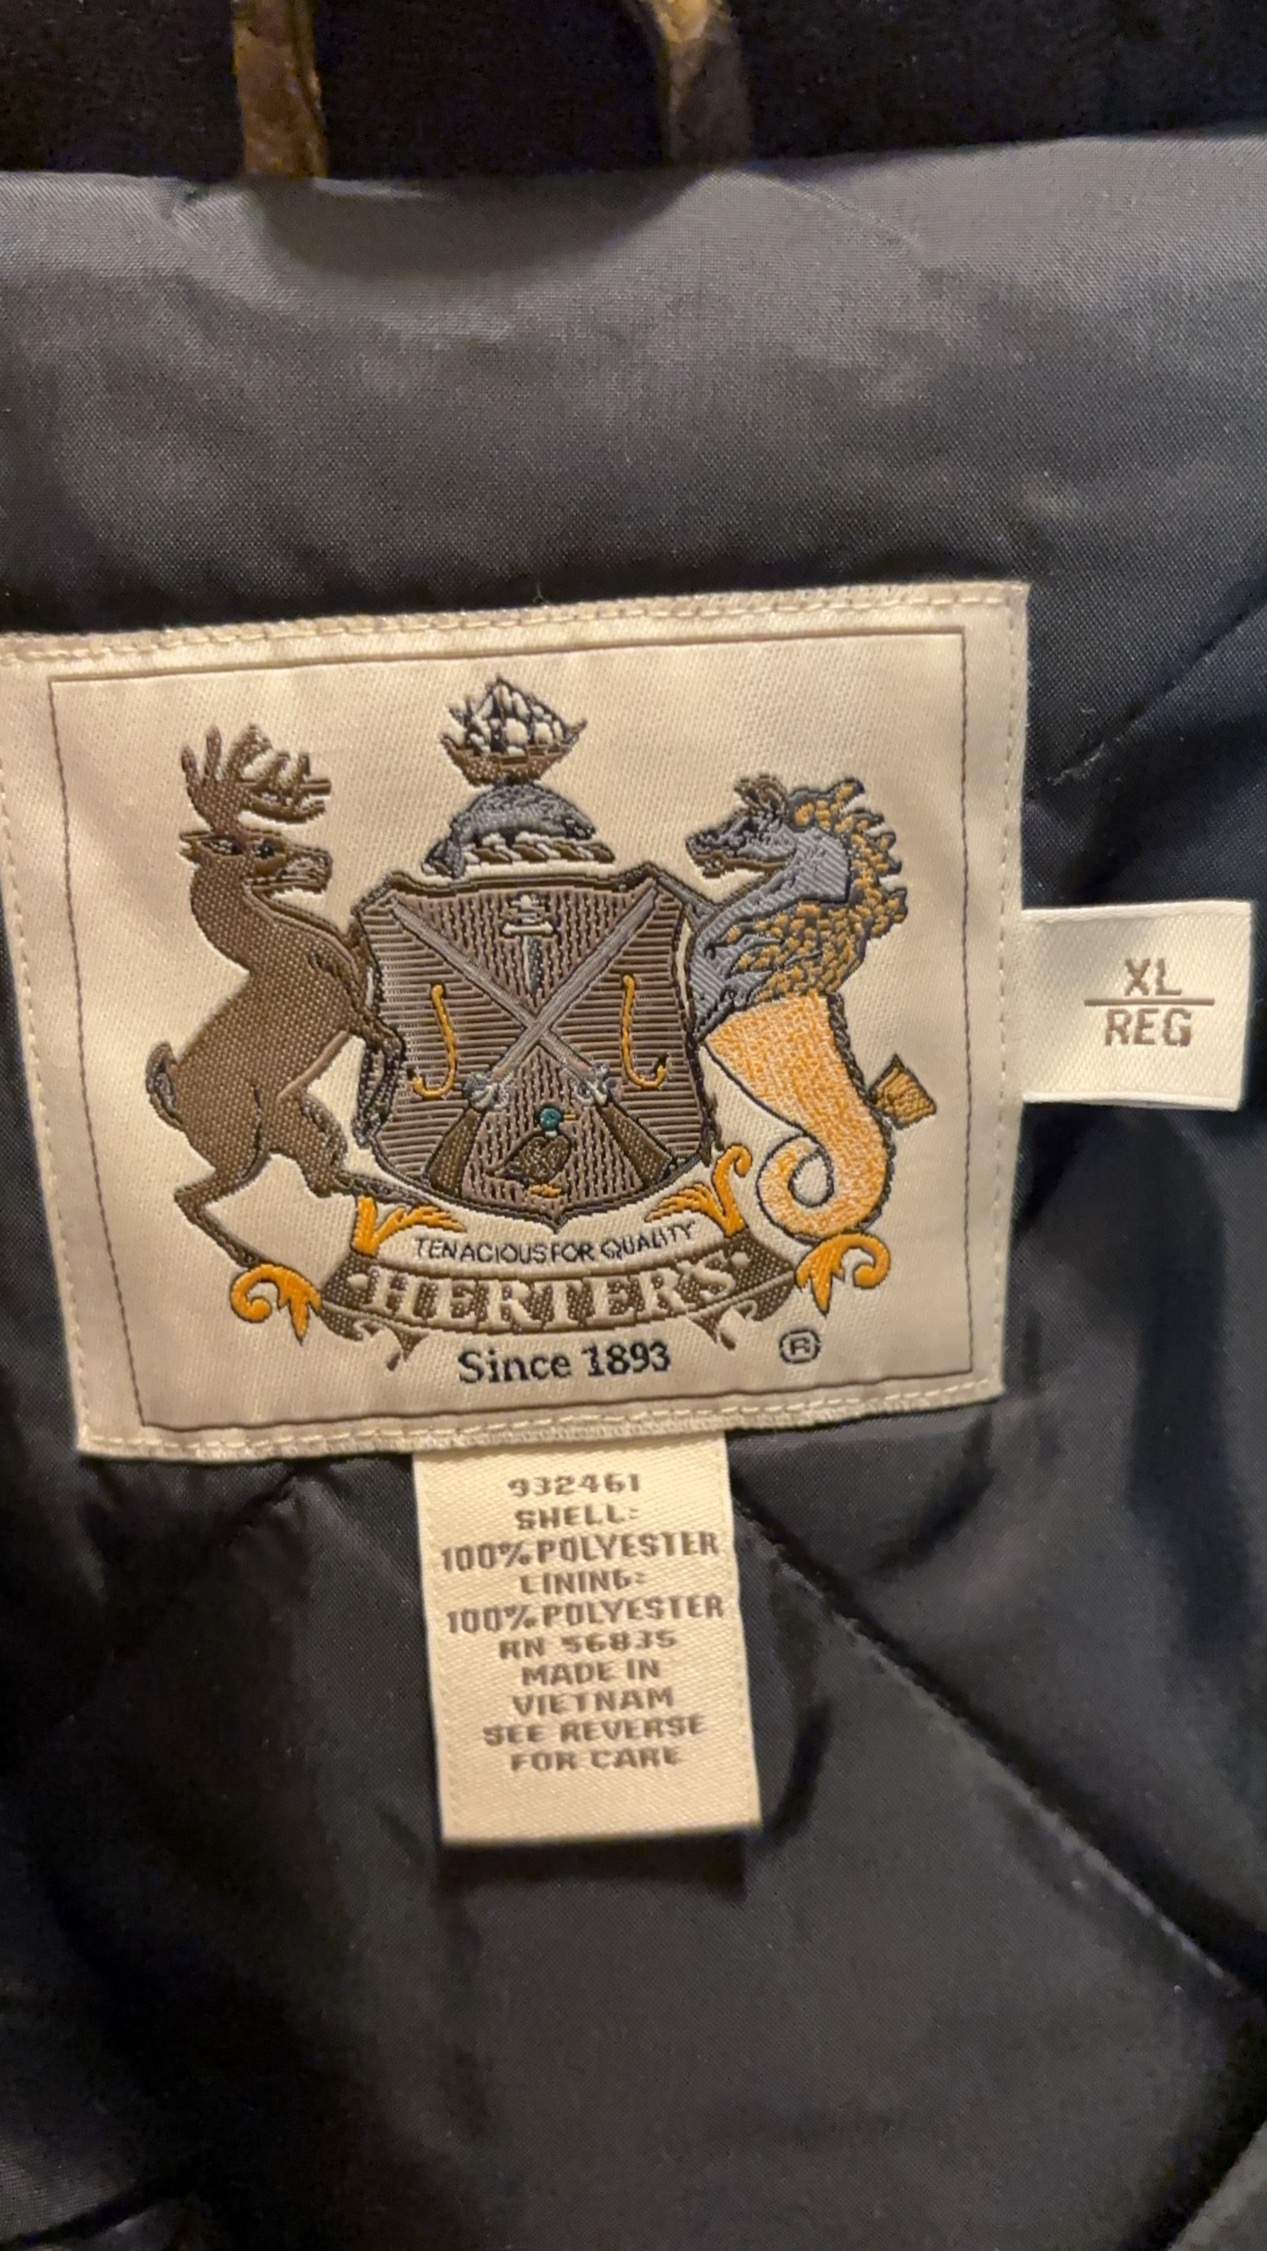 XL
REG
TENACIOUS FOR QUALITY
HERTER'S
Since 1893
®
932461
SHELL:
100% POLYESTER
LINING:
100% POLYESTER
RN 56835
MADE IN
VIETNAM
SEE REVERSE
FOR CARE